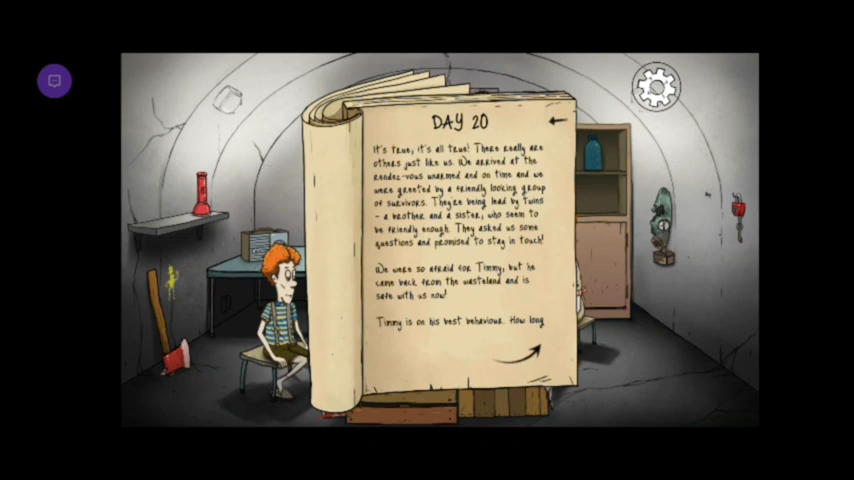 DAY 20
It's true, it's all true! There really are
others just like us. We arrived at the
rendez-vous unarmed and on time and we
were greeted by a friendly looking group
of survivors. They're being lead by twins
- a brother and a sister, who seem to
be friendly enough. They asked us some
questions and promised to stay in touch!
We were so afraid for Timmy, but he
came back from the wasteland and is
safe with us now!
Timmy is on his best behaviour. How long